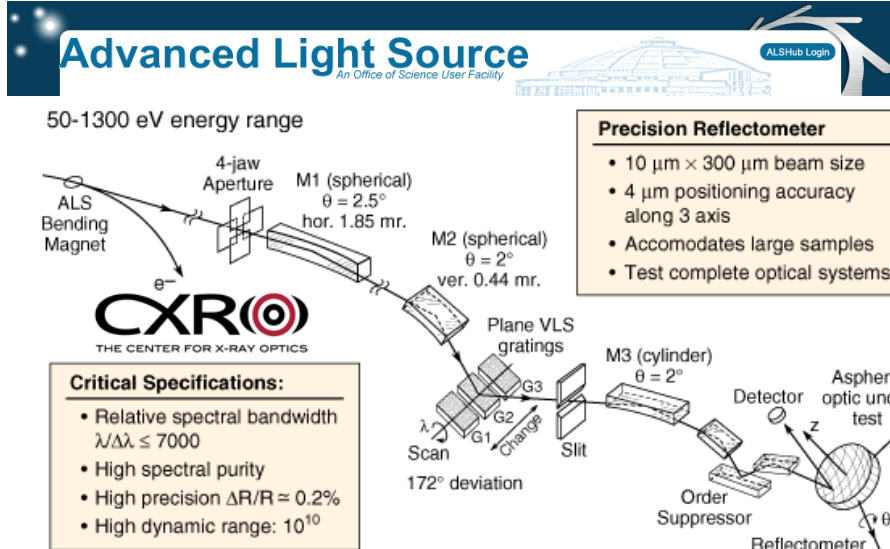 Advanced Light Source
An Office of Science User Facility
ALSHub Login
50-1300 eV energy range
Precision Reflectometer
• 10 μm × 300 μm beam size
• 4 μm positioning accuracy
along 3 axis
• Accomodates large samples
• Test complete optical systems
4-jaw
Aperture
ALS
Bending
Magnet
e–
M1 (spherical)
θ = 2.5°
hor. 1.85 mr.
M2 (spherical)
θ = 2°
ver. 0.44 mr.
CXRO
THE CENTER FOR X-RAY OPTICS
Plane VLS
gratings
G3
G2
G1
Change
λ
Scan
172° deviation
Slit
M3 (cylinder)
θ = 2°
Detector
z
Aspher
optic und
test
Order
Suppressor
θ
Reflectometer
Critical Specifications:
• Relative spectral bandwidth
λ/Δλ ≤ 7000
• High spectral purity
• High precision ΔR/R ≃ 0.2%
• High dynamic range: 10¹⁰